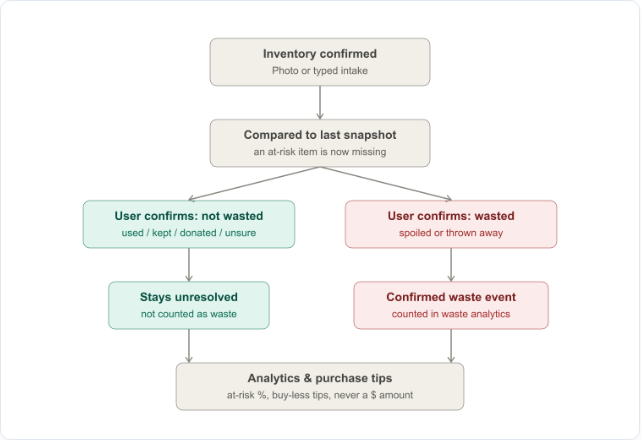 Inventory confirmed
Photo or typed intake
Compared to last snapshot
an at-risk item is now missing
User confirms: not wasted
used / kept / donated / unsure
User confirms: wasted
spoiled or thrown away
Stays unresolved
not counted as waste
Confirmed waste event
counted in waste analytics
Analytics & purchase tips
at-risk %, buy-less tips, never a $ amount